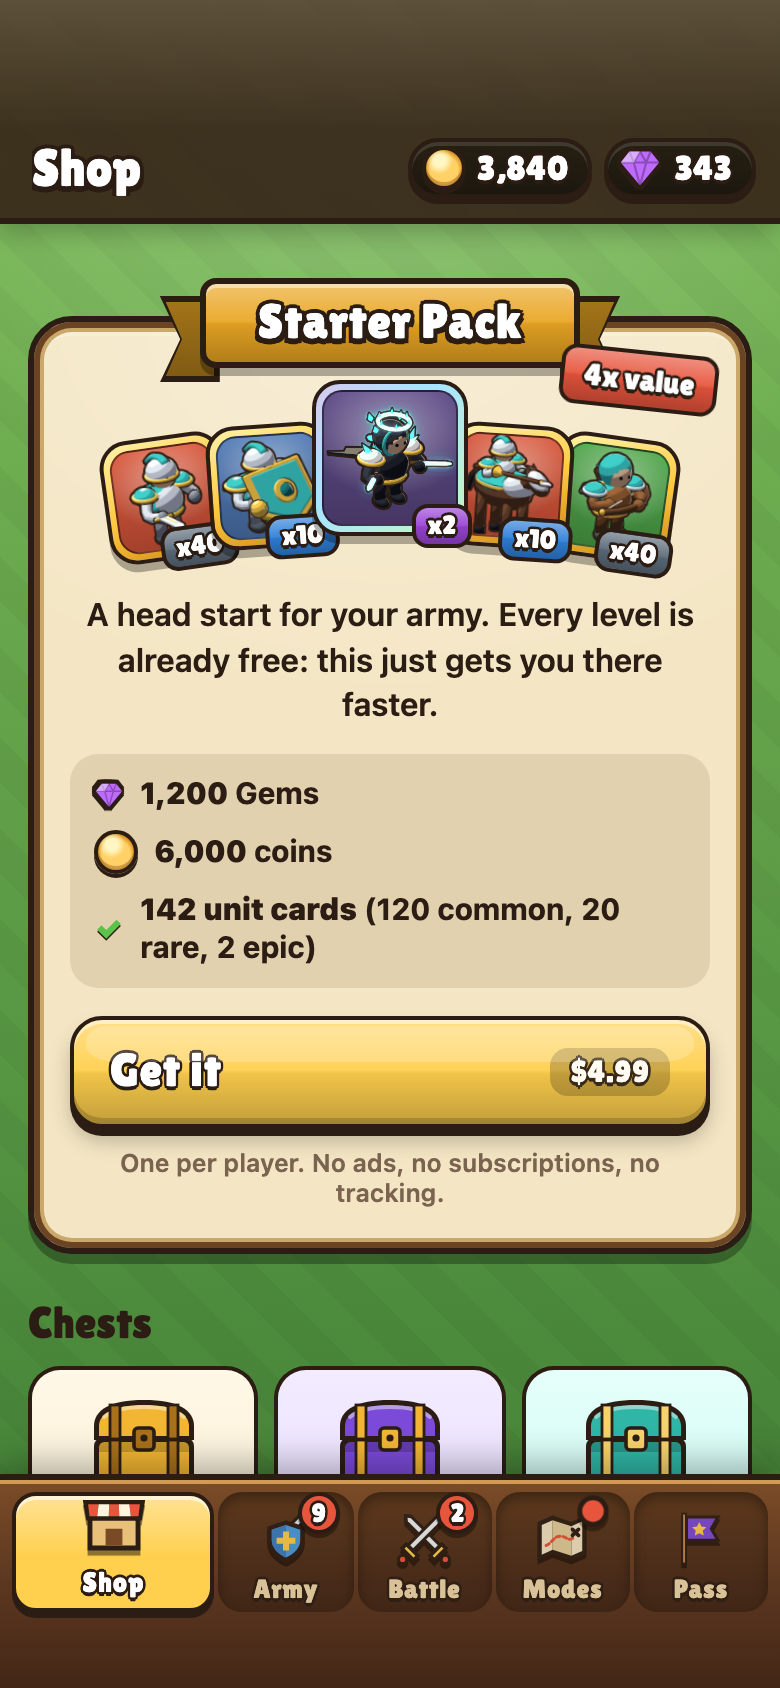 Shop
3,840
343
Starter Pack
4x value
x40
x10
x2
x10
x40
A head start for your army. Every level is
already free: this just gets you there
faster.
1,200 Gems
6,000 coins
142 unit cards (120 common, 20
rare, 2 epic)
Get it
$4.99
One per player. No ads, no subscriptions, no
tracking.
Chests
9
2
Shop
Army
Battle
Modes
Pass